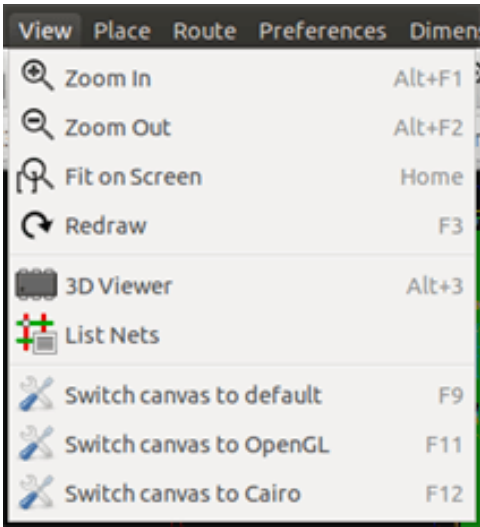 View Place Route Preferences Dimens
Zoom In Alt+F1
Zoom Out Alt+F2
Fit on Screen Home
Redraw F3
3D Viewer Alt+3
List Nets
Switch canvas to default F9
Switch canvas to OpenGL F11
Switch canvas to Cairo F12